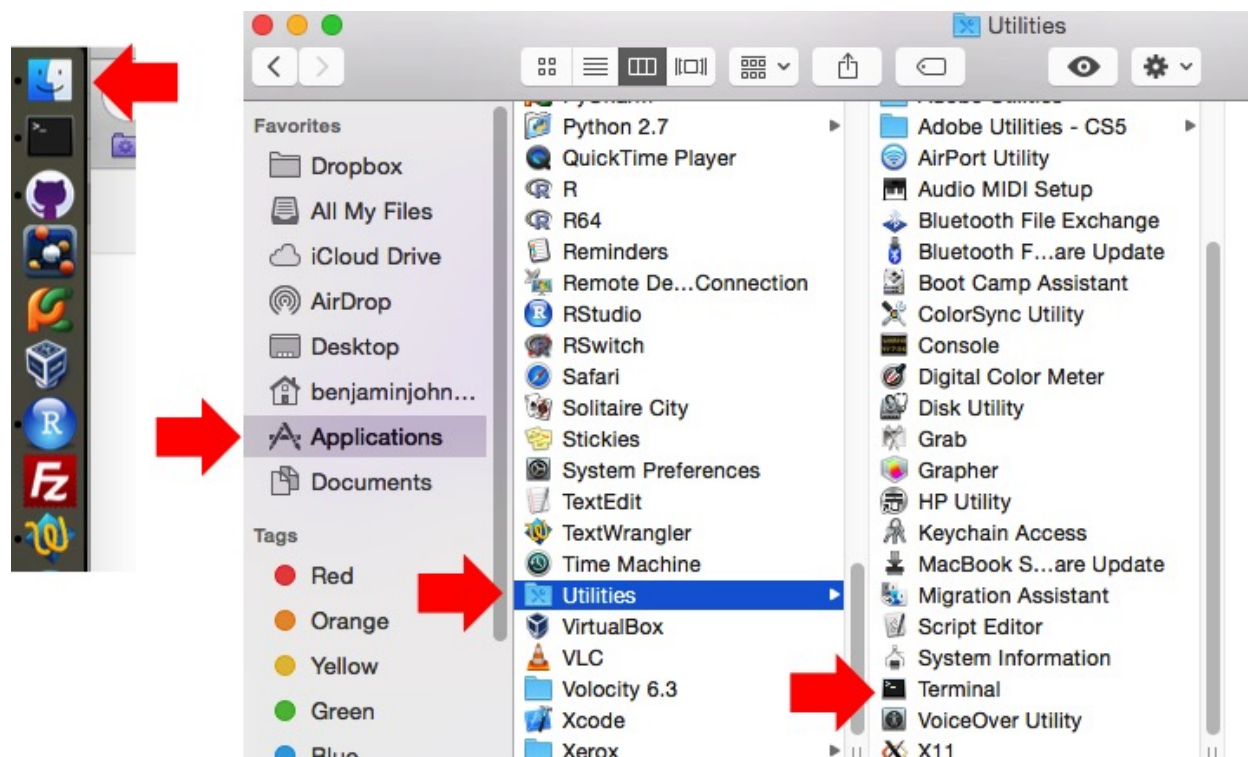 Utilities
Favorites
Dropbox
All My Files
iCloud Drive
AirDrop
Desktop
benjaminjohn...
Applications
Documents
Tags
Red
Orange
Yellow
Green
Blue
Python 2.7
QuickTime Player
R
R64
Reminders
Remote De...Connection
RStudio
RSwitch
Safari
Solitaire City
Stickies
System Preferences
TextEdit
TextWrangler
Time Machine
Utilities
VirtualBox
VLC
Volocity 6.3
Xcode
Xerox
Adobe Utilities - CS5
AirPort Utility
Audio MIDI Setup
Bluetooth File Exchange
Bluetooth F...are Update
Boot Camp Assistant
ColorSync Utility
Console
Digital Color Meter
Disk Utility
Grab
Grapher
HP Utility
Keychain Access
MacBook S...are Update
Migration Assistant
Script Editor
System Information
Terminal
VoiceOver Utility
X11
R
Fz